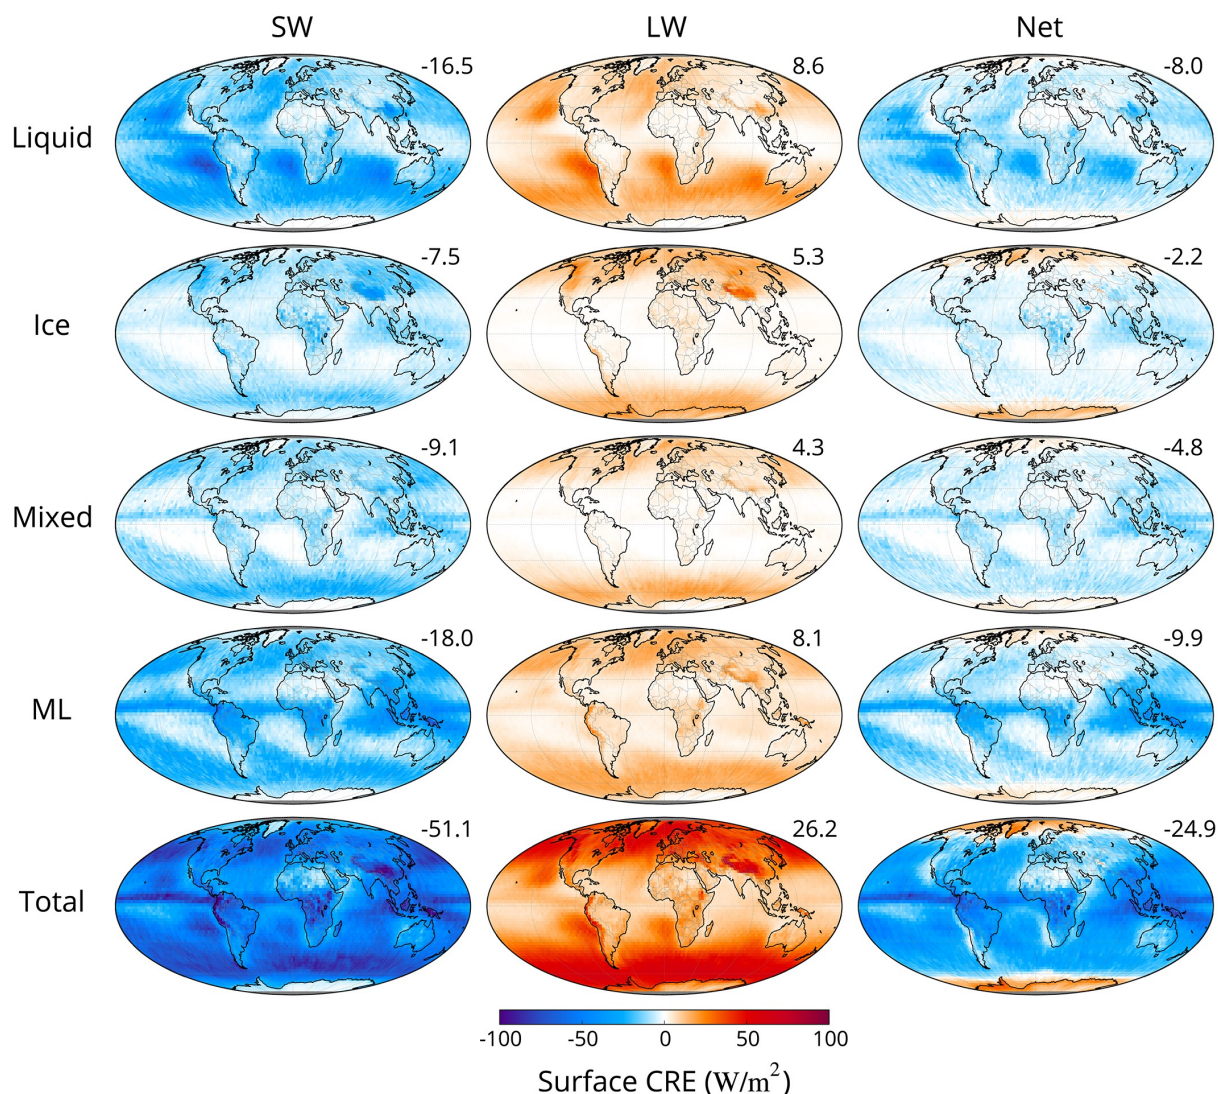 SW LW Net
-16.5 8.6 -8.0
Liquid
-7.5 5.3 -2.2
Ice
-9.1 4.3 -4.8
Mixed
-18.0 8.1 -9.9
ML
-51.1 26.2 -24.9
Total
-100 -50 0 50 100
Surface CRE (W/m²)